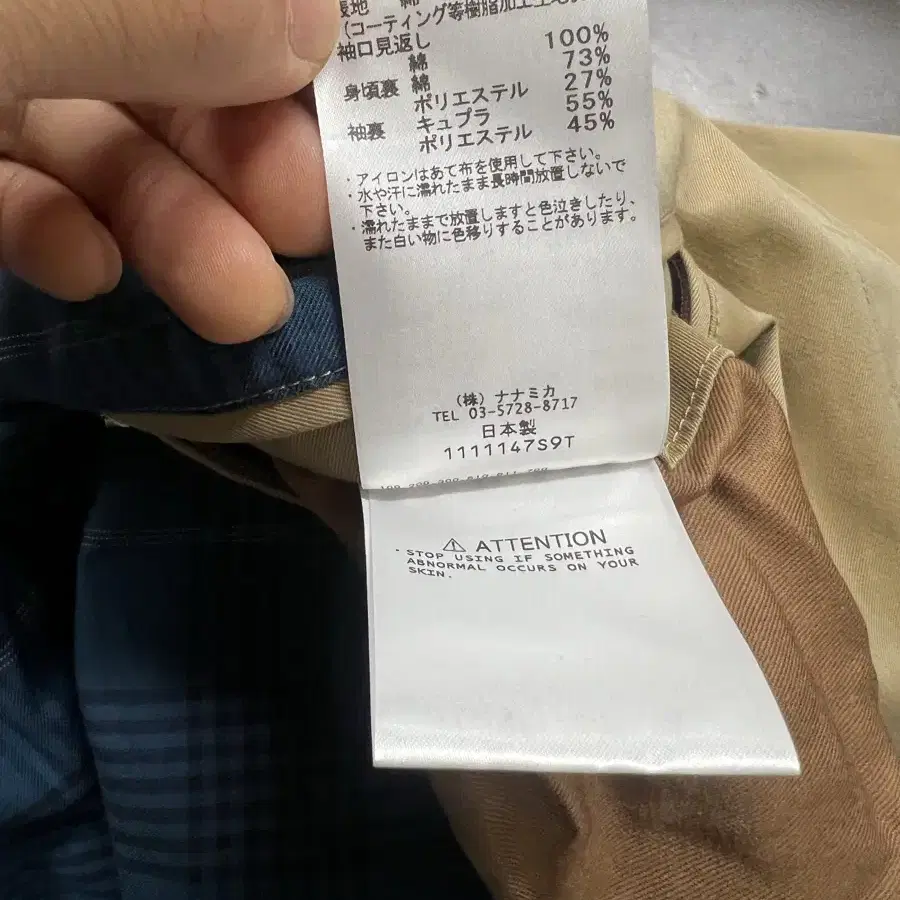 表地 綿
(コーティング等樹脂加工生地
袖口見返し
綿 100%
身頃裏 綿 73%
ポリエステル 27%
袖裏 キュプラ 55%
ポリエステル 45%
・アイロンはあて布を使用して下さい。
・水や汗に濡れたまま長時間放置しないで
下さい。
・濡れたままで放置しますと色泣きしたり、
また白い物に色移りすることがあります。
(株) ナナミカ
TEL 03-5728-8717
日本製
1111147S9T
⚠ ATTENTION
・STOP USING IF SOMETHING
ABNORMAL OCCURS ON YOUR
SKIN.